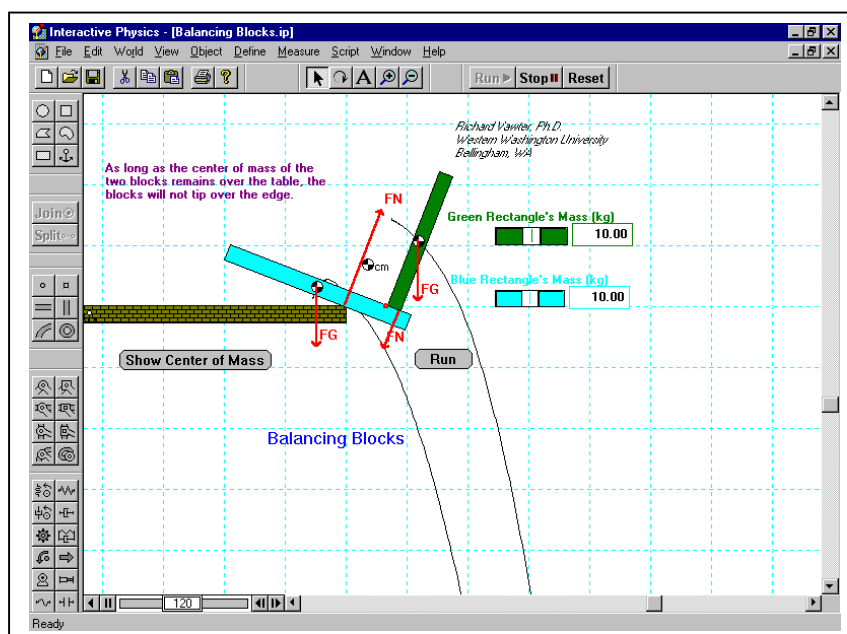 Interactive Physics - [Balancing Blocks.ip]
File Edit World View Object Define Measure Script Window Help
A Run Stop Reset
Richard Vawter, Ph.D.
Western Washington University
Bellingham, WA
As long as the center of mass of the
two blocks remains over the table, the
blocks will not tip over the edge.
Join
Split
FN
Green Rectangle's Mass (kg)
10.00
cm
Blue Rectangle's Mass (kg)
10.00
FG
FG
FN
Show Center of Mass
Run
Balancing Blocks
120
Ready